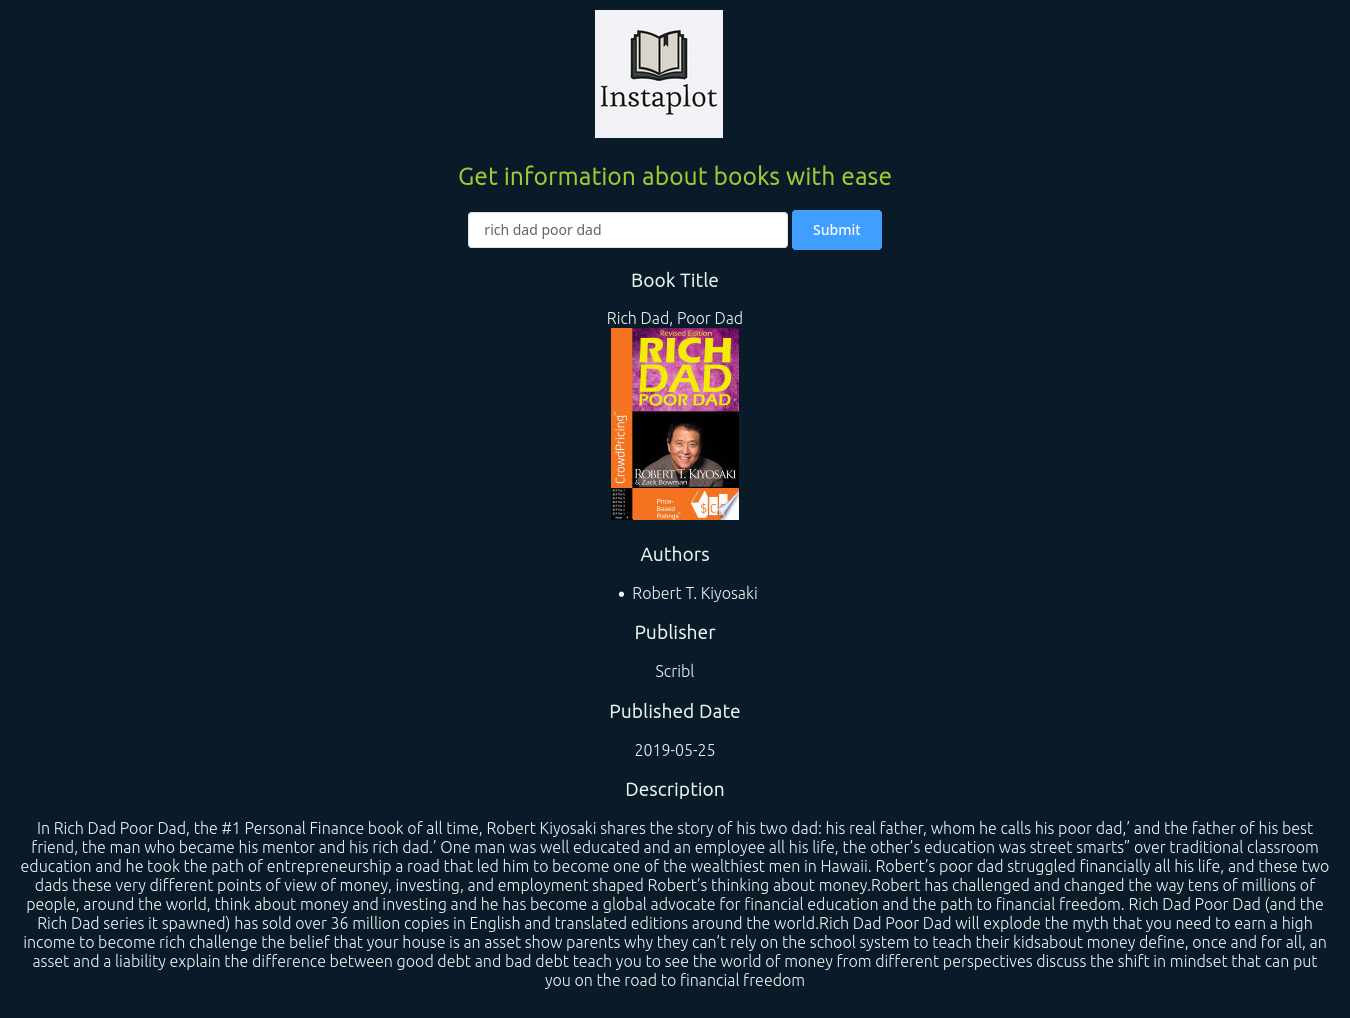 Instaplot
Get information about books with ease
rich dad poor dad
Submit
Book Title
Rich Dad, Poor Dad
Revised Edition
RICH
DAD
POOR DAD
CrowdPricing
ROBERT T. KIYOSAKI
& Zack Bowman
Price-
Based
Ratings
Authors
• Robert T. Kiyosaki
Publisher
Scribl
Published Date
2019-05-25
Description
In Rich Dad Poor Dad, the #1 Personal Finance book of all time, Robert Kiyosaki shares the story of his two dad: his real father, whom he calls his poor dad,’ and the father of his best
friend, the man who became his mentor and his rich dad.’ One man was well educated and an employee all his life, the other’s education was street smarts” over traditional classroom
education and he took the path of entrepreneurship a road that led him to become one of the wealthiest men in Hawaii. Robert’s poor dad struggled financially all his life, and these two
dads these very different points of view of money, investing, and employment shaped Robert’s thinking about money.Robert has challenged and changed the way tens of millions of
people, around the world, think about money and investing and he has become a global advocate for financial education and the path to financial freedom. Rich Dad Poor Dad (and the
Rich Dad series it spawned) has sold over 36 million copies in English and translated editions around the world.Rich Dad Poor Dad will explode the myth that you need to earn a high
income to become rich challenge the belief that your house is an asset show parents why they can’t rely on the school system to teach their kidsabout money define, once and for all, an
asset and a liability explain the difference between good debt and bad debt teach you to see the world of money from different perspectives discuss the shift in mindset that can put
you on the road to financial freedom